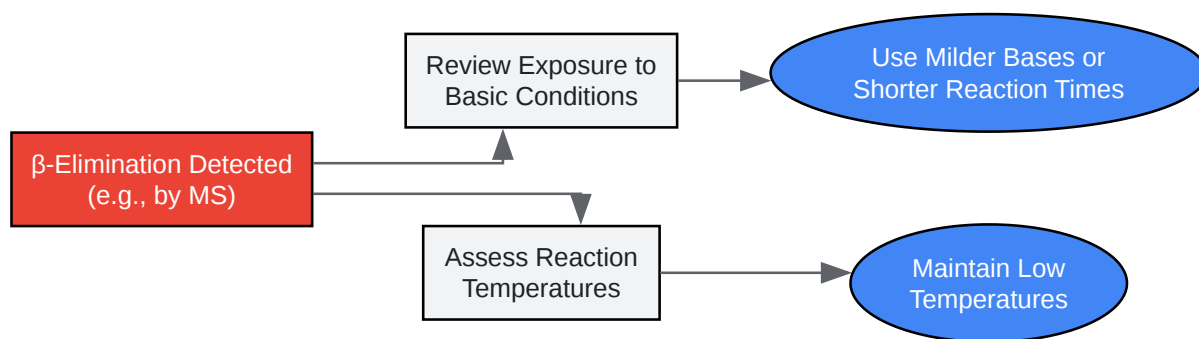 β-Elimination Detected
(e.g., by MS)
Review Exposure to
Basic Conditions
Use Milder Bases or
Shorter Reaction Times
Assess Reaction
Temperatures
Maintain Low
Temperatures